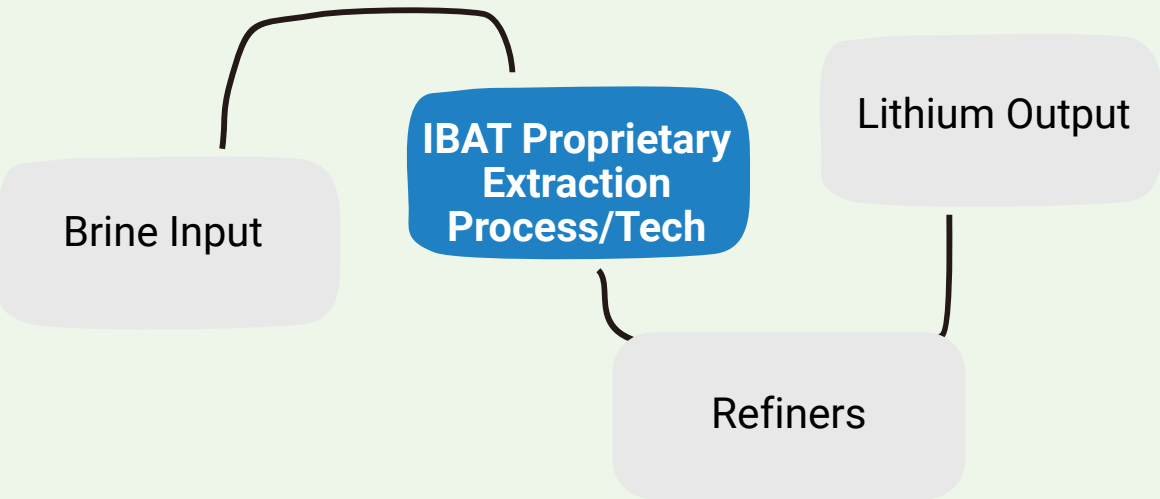 Brine Input
IBAT Proprietary
Extraction
Process/Tech
Refiners
Lithium Output